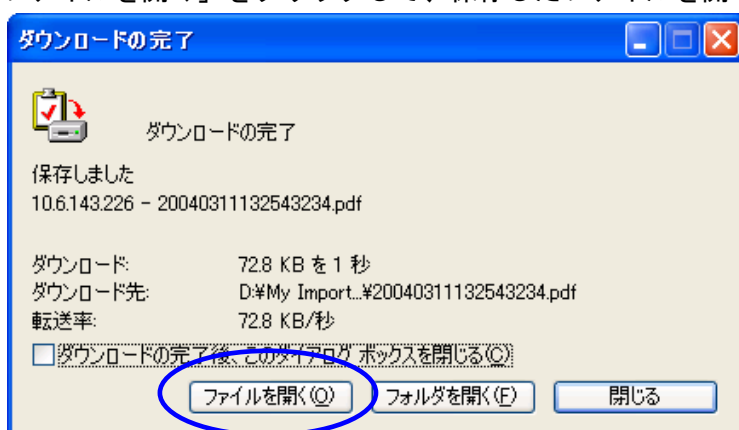 ダウンロードの完了
ダウンロードの完了
保存しました
10.6.143.226 - 20040311132543234.pdf
ダウンロード: 72.8 KB を 1 秒
ダウンロード先: D:¥My Import...¥20040311132543234.pdf
転送率: 72.8 KB/秒
ダウンロードの完了後、このダイアログ ボックスを閉じる(C)
ファイルを開く(O) フォルダを開く(F) 閉じる